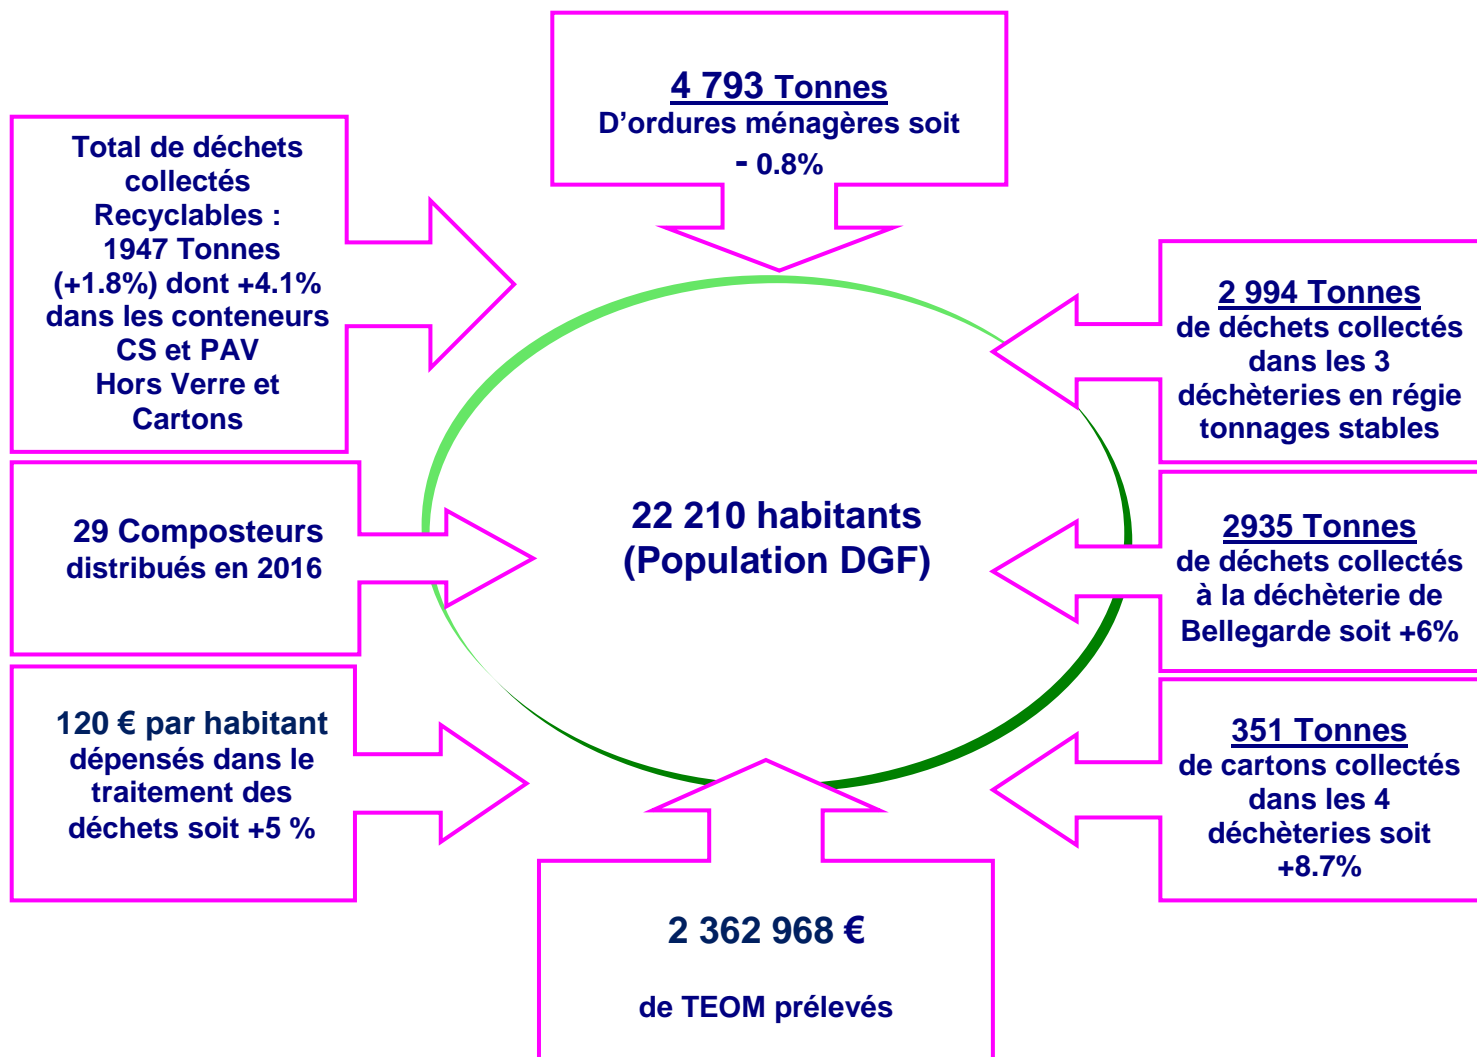 4 793 Tonnes
D’ordures ménagères soit
- 0.8%
Total de déchets
collectés
Recyclables :
1947 Tonnes
(+1.8%) dont +4.1%
dans les conteneurs
CS et PAV
Hors Verre et
Cartons
2 994 Tonnes
de déchets collectés
dans les 3
déchèteries en régie
tonnages stables
29 Composteurs
distribués en 2016
22 210 habitants
(Population DGF)
2935 Tonnes
de déchets collectés
à la déchèterie de
Bellegarde soit +6%
120 € par habitant
dépensés dans le
traitement des
déchets soit +5 %
351 Tonnes
de cartons collectés
dans les 4
déchèteries soit
+8.7%
2 362 968 €
de TEOM prélevés